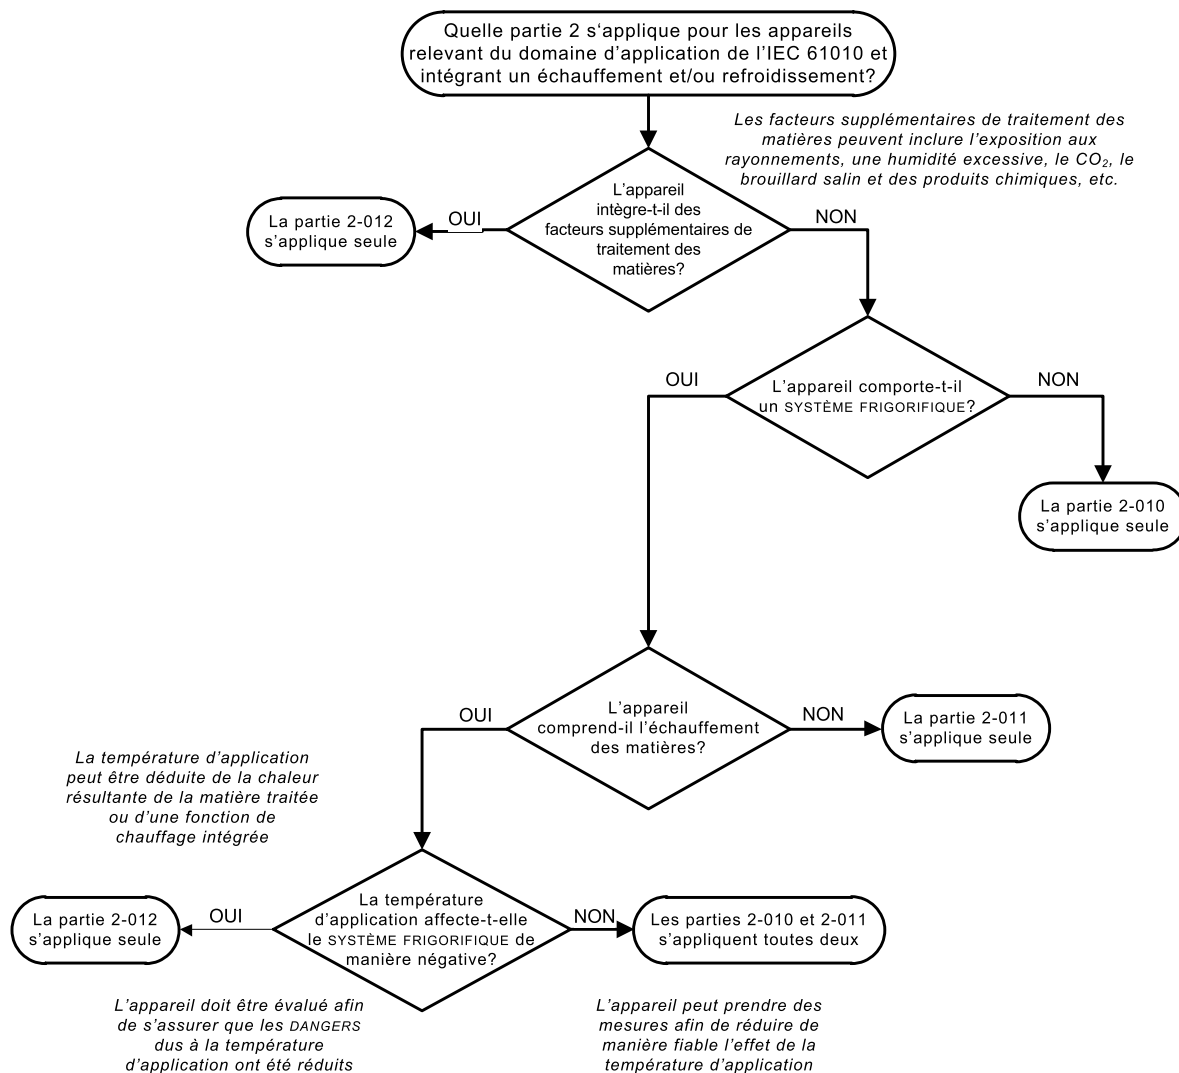 Quelle partie 2 s‘applique pour les appareils
relevant du domaine d’application de l’IEC 61010 et
intégrant un échauffement et/ou refroidissement?
Les facteurs supplémentaires de traitement des
matières peuvent inclure l’exposition aux
rayonnements, une humidité excessive, le CO₂, le
brouillard salin et des produits chimiques, etc.
L’appareil
intègre-t-il des
facteurs supplémentaires de
traitement des
matières?
OUI
NON
La partie 2-012
s’applique seule
L’appareil comporte-t-il
un SYSTÈME FRIGORIFIQUE?
OUI
NON
La partie 2-010
s’applique seule
L’appareil
comprend-il l’échauffement
des matières?
OUI
NON
La partie 2-011
s’applique seule
La température d’application
peut être déduite de la chaleur
résultante de la matière traitée
ou d’une fonction de
chauffage intégrée
La température
d’application affecte-t-elle
le SYSTÈME FRIGORIFIQUE de
manière négative?
OUI
NON
La partie 2-012
s’applique seule
Les parties 2-010 et 2-011
s’appliquent toutes deux
L’appareil doit être évalué afin
de s’assurer que les DANGERS
dus à la température
d’application ont été réduits
L’appareil peut prendre des
mesures afin de réduire de
manière fiable l’effet de la
température d’application